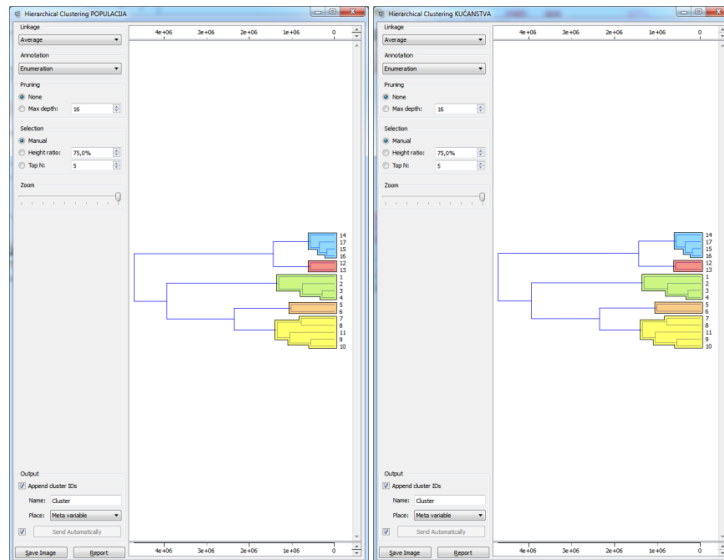 Hierarchical Clustering POPULACIJA
Linkage
Average
Annotation
Enumeration
Pruning
None
Max depth: 16
Selection
Manual
Height ratio: 75,0%
Top N: 5
Zoom
Output
Append cluster IDs
Name: Cluster
Place: Meta variable
Send Automatically
Save Image Report
4e+06 3e+06 2e+06 1e+06 0
14
17
15
16
12
13
1
2
3
4
5
6
7
8
11
9
10
4e+06 3e+06 2e+06 1e+06 0
Hierarchical Clustering KUĆANSTVA
Linkage
Average
Annotation
Enumeration
Pruning
None
Max depth: 16
Selection
Manual
Height ratio: 75,0%
Top N: 5
Zoom
Output
Append cluster IDs
Name: Cluster
Place: Meta variable
Send Automatically
Save Image Report
4e+06 3e+06 2e+06 1e+06 0
14
17
15
16
12
13
1
2
3
4
5
6
7
8
11
9
10
4e+06 3e+06 2e+06 1e+06 0